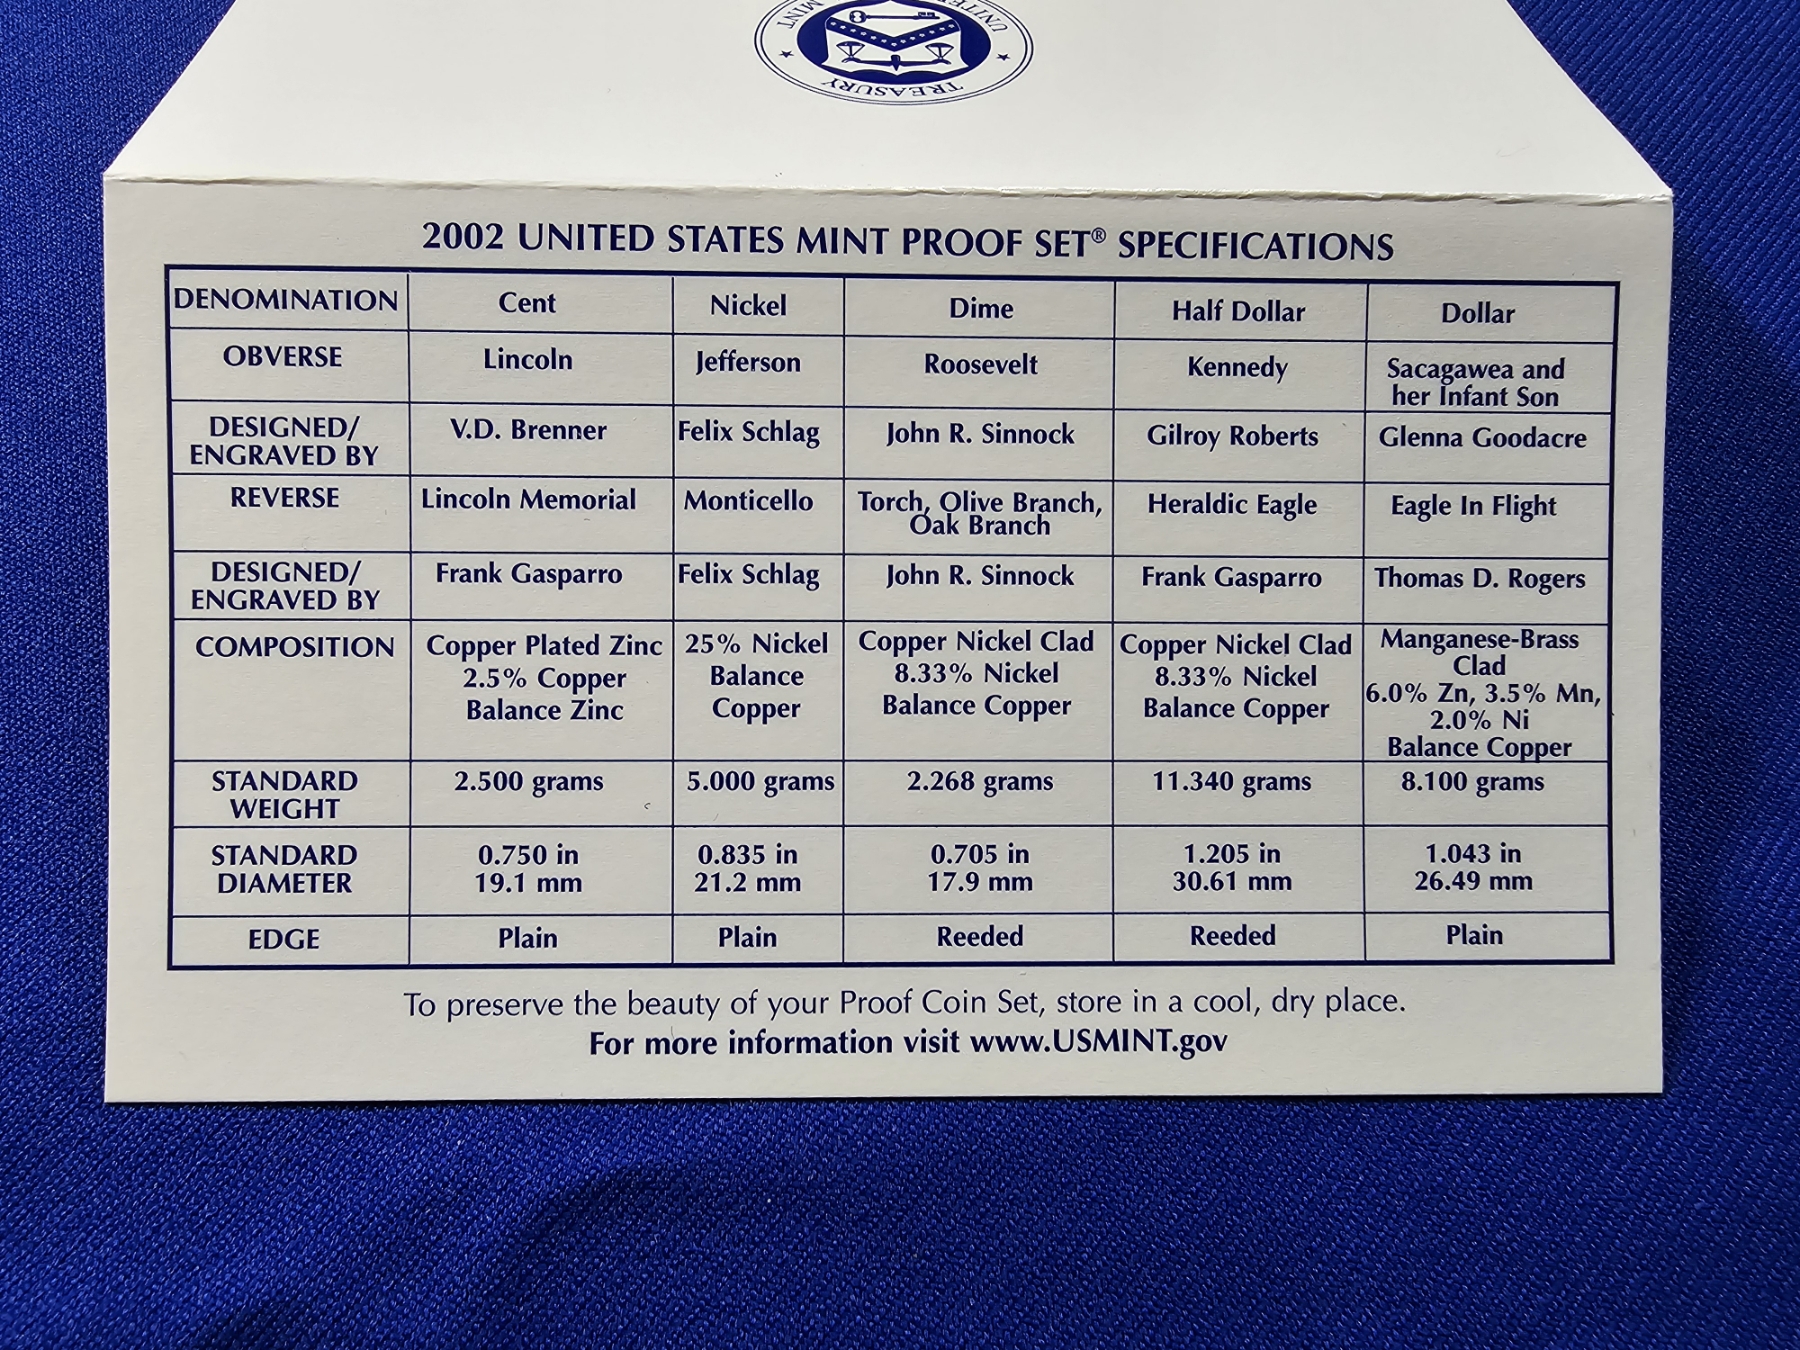 MINT
UNITE
TREASURY
2002 UNITED STATES MINT PROOF SET® SPECIFICATIONS
DENOMINATION Cent Nickel Dime Half Dollar Dollar
OBVERSE Lincoln Jefferson Roosevelt Kennedy Sacagawea and
her Infant Son
DESIGNED/ V.D. Brenner Felix Schlag John R. Sinnock Gilroy Roberts Glenna Goodacre
ENGRAVED BY
REVERSE Lincoln Memorial Monticello Torch, Olive Branch, Heraldic Eagle Eagle In Flight
Oak Branch
DESIGNED/ Frank Gasparro Felix Schlag John R. Sinnock Frank Gasparro Thomas D. Rogers
ENGRAVED BY
COMPOSITION Copper Plated Zinc 25% Nickel Copper Nickel Clad Copper Nickel Clad Manganese-Brass
Clad
2.5% Copper Balance 8.33% Nickel 8.33% Nickel 6.0% Zn, 3.5% Mn,
Balance Zinc Copper Balance Copper Balance Copper 2.0% Ni
Balance Copper
STANDARD 2.500 grams 5.000 grams 2.268 grams 11.340 grams 8.100 grams
WEIGHT
STANDARD 0.750 in 0.835 in 0.705 in 1.205 in 1.043 in
DIAMETER 19.1 mm 21.2 mm 17.9 mm 30.61 mm 26.49 mm
EDGE Plain Plain Reeded Reeded Plain
To preserve the beauty of your Proof Coin Set, store in a cool, dry place.
For more information visit www.USMINT.gov